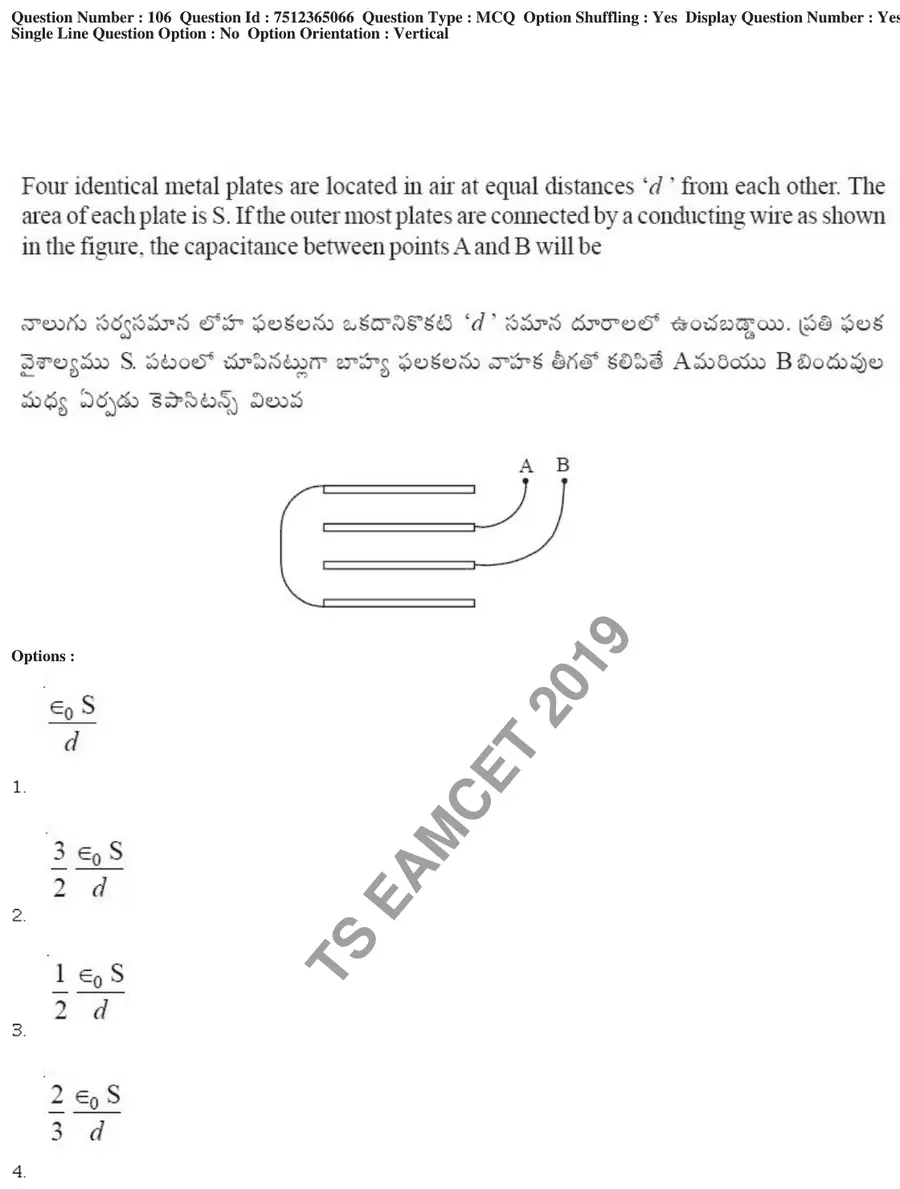 Question Number : 106 Question Id : 7512365066 Question Type : MCQ Option Shuffling : Yes Display Question Number : Yes
Single Line Question Option : No Option Orientation : Vertical
Four identical metal plates are located in air at equal distances ‘d’ from each other. The
area of each plate is S. If the outer most plates are connected by a conducting wire as shown
in the figure, the capacitance between points A and B will be
నాలుగు సర్వసమాన లోహ ఫలకలను ఒకదానికొకటి ‘d’ సమాన దూరాలలో ఉంచబడ్డాయి. ప్రతి ఫలక
వైశాల్యము S. పటంలో చూపినట్లుగా బాహ్య ఫలకలను వాహక తీగతో కలిపితే A మరియు B బిందువుల
మధ్య ఏర్పడు కెపాసిటన్స్ విలువ
A B
Options :
∈₀ S
d
1.
3 ∈₀ S
2 d
2.
1 ∈₀ S
2 d
3.
2 ∈₀ S
3 d
4.
TS EAMCET 2019